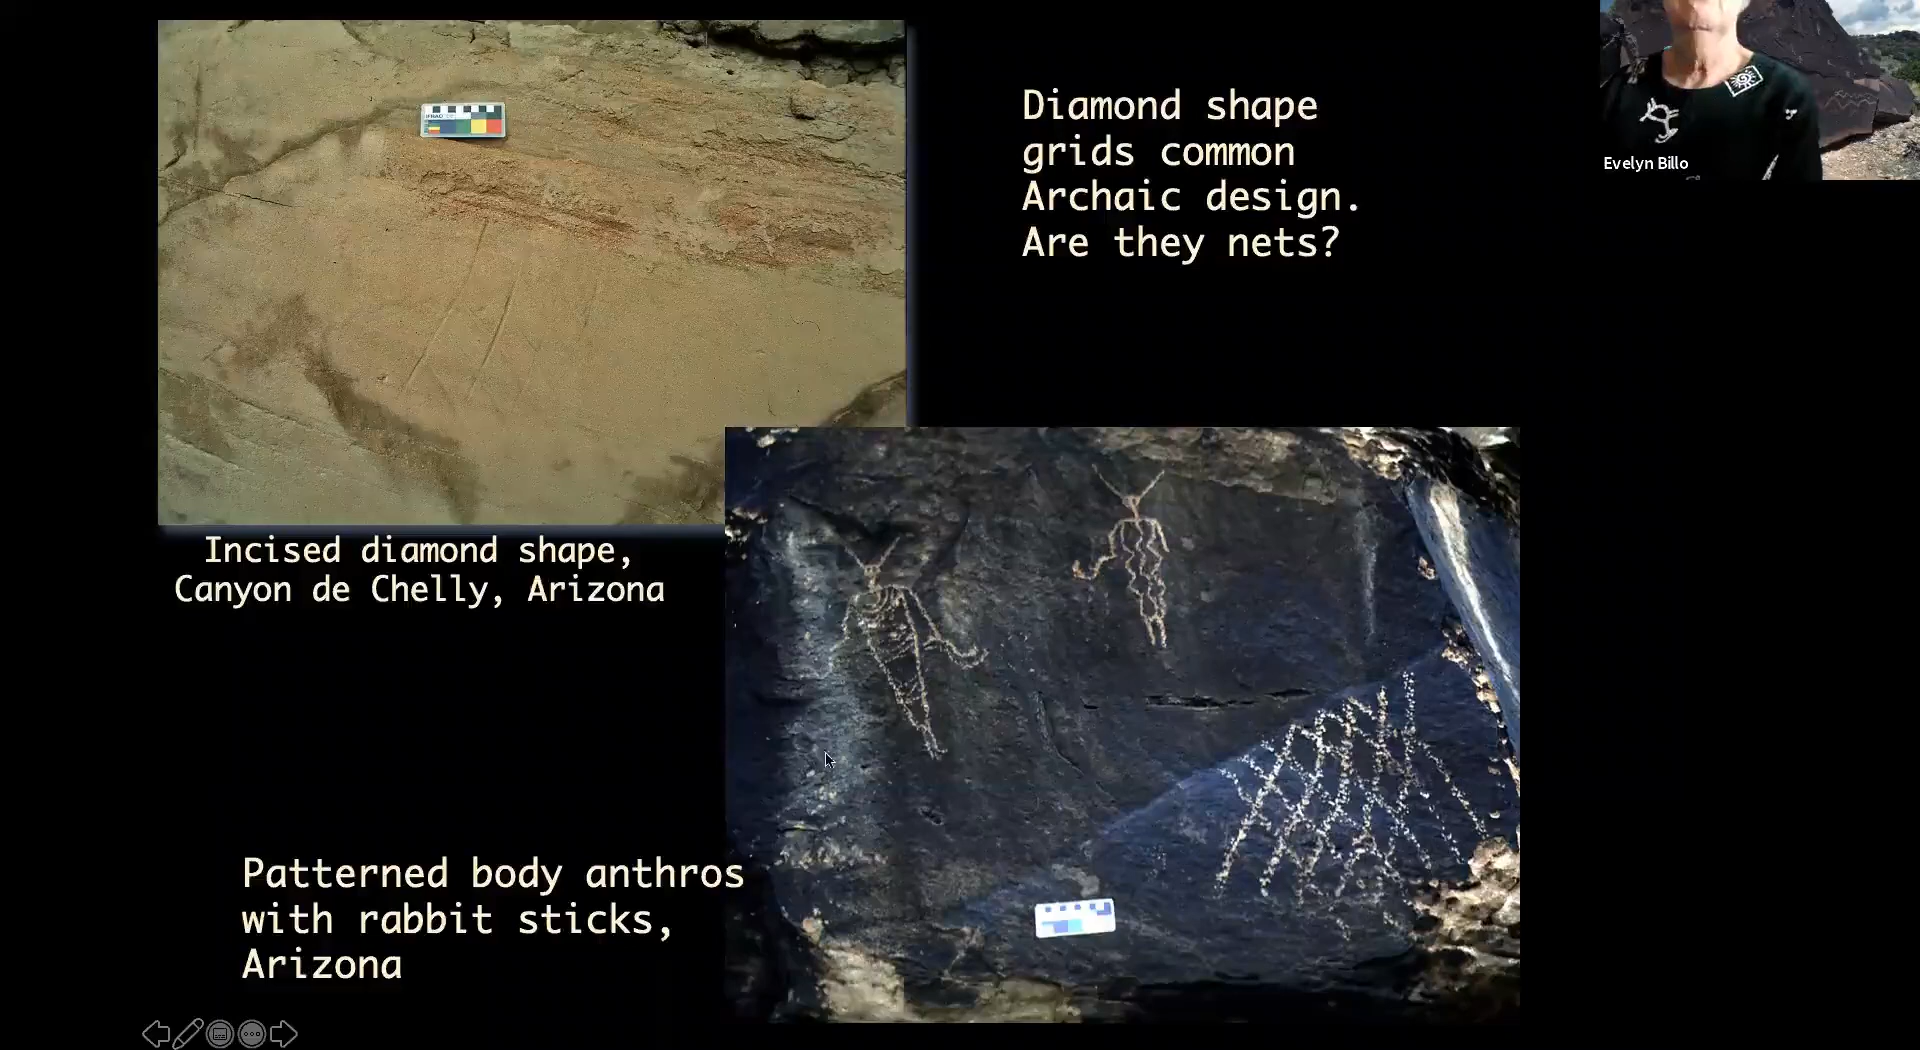 Diamond shape
grids common
Archaic design.
Are they nets?
Evelyn Billo
IFRAO
Incised diamond shape,
Canyon de Chelly, Arizona
Patterned body anthros
with rabbit sticks,
Arizona